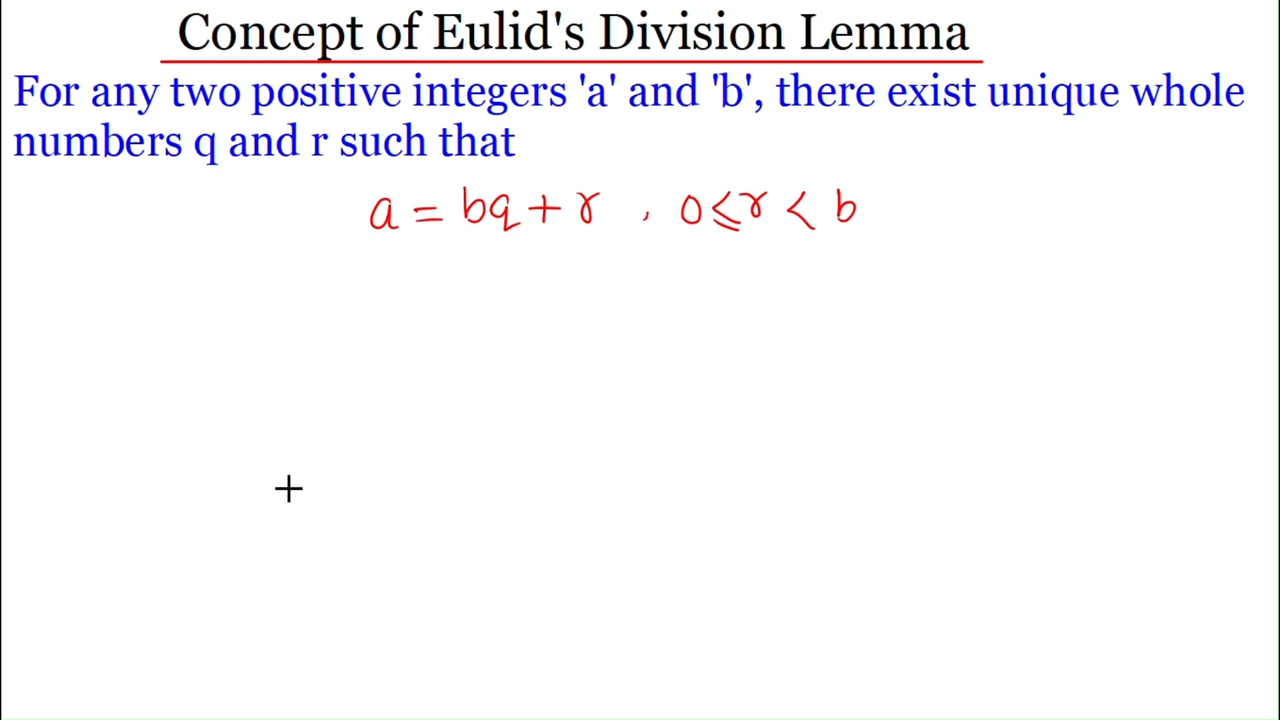 Concept of Eulid's Division Lemma
For any two positive integers 'a' and 'b', there exist unique whole
numbers q and r such that
a = bq + r , 0 ≤ r < b